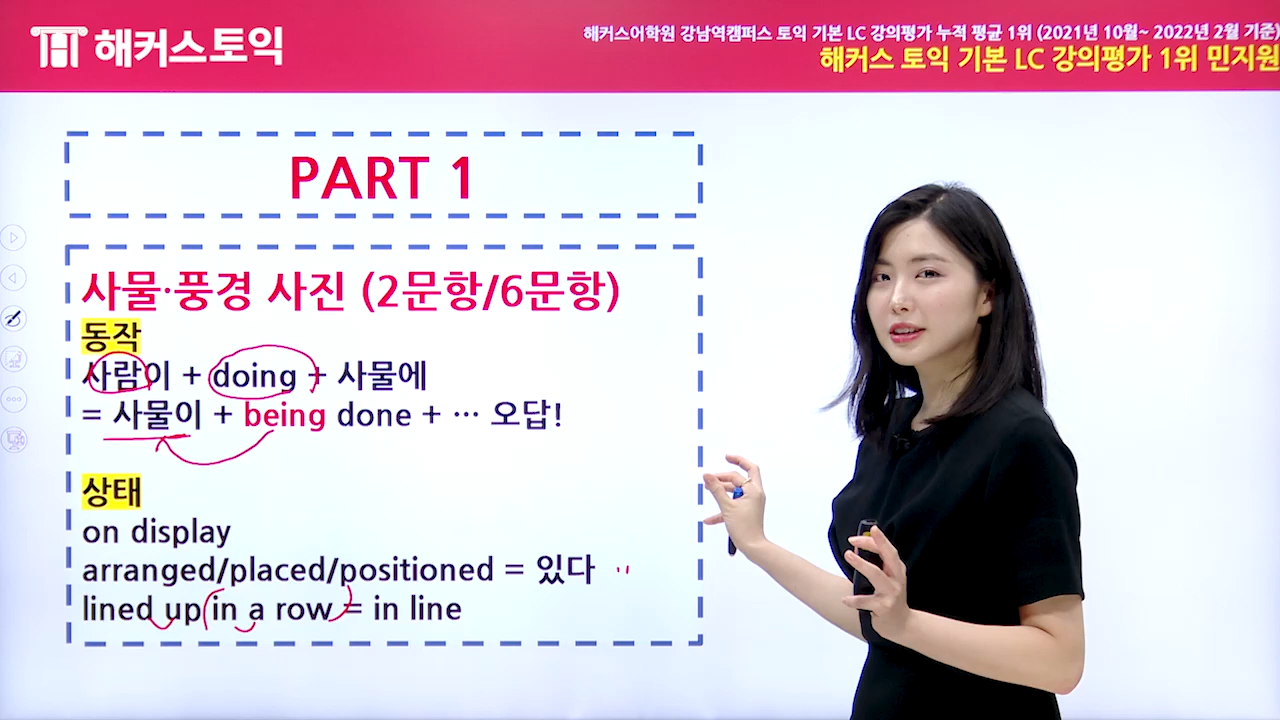 해커스토익
해커스어학원 강남역캠퍼스 토익 기본 LC 강의평가 누적 평균 1위 (2021년 10월~ 2022년 2월 기준)
해커스 토익 기본 LC 강의평가 1위 민지원
PART 1
사물·풍경 사진 (2문항/6문항)
동작
사람이 + doing + 사물에
= 사물이 + being done + ··· 오답!
상태
on display
arranged/placed/positioned = 있다
lined up in a row = in line